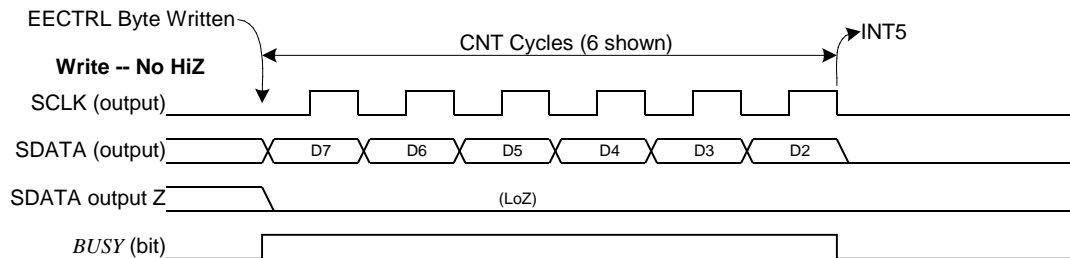 EECTRL Byte Written
INT5
CNT Cycles (6 shown)
Write -- No HiZ
SCLK (output)
SDATA (output) D7 D6 D5 D4 D3 D2
SDATA output Z (LoZ)
BUSY (bit)